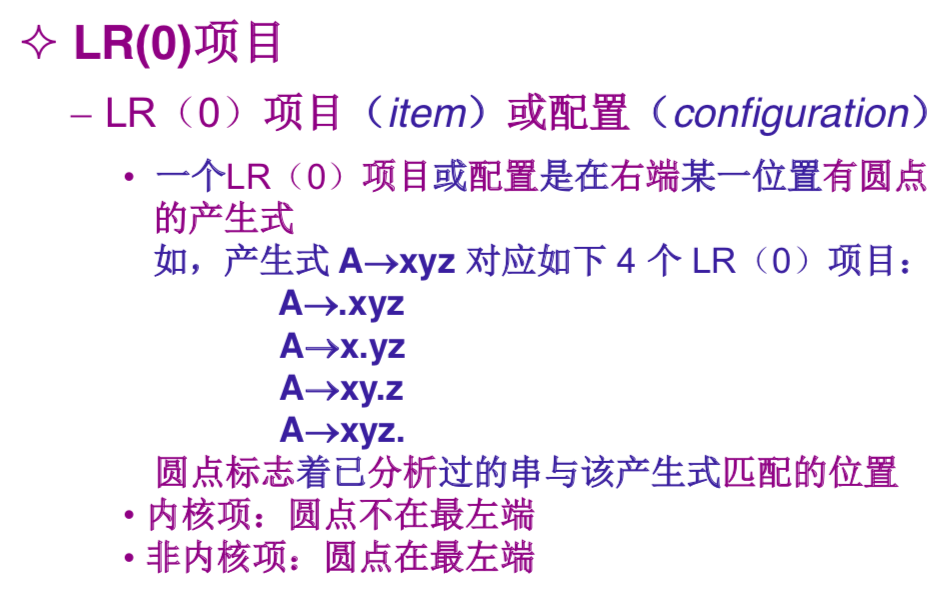 ✧ LR(0)项目
– LR（0）项目（item）或配置（configuration）
• 一个LR（0）项目或配置是在右端某一位置有圆点
的产生式
如，产生式 A→xyz 对应如下 4 个 LR（0）项目：
A→.xyz
A→x.yz
A→xy.z
A→xyz.
圆点标志着已分析过的串与该产生式匹配的位置
• 内核项：圆点不在最左端
• 非内核项：圆点在最左端